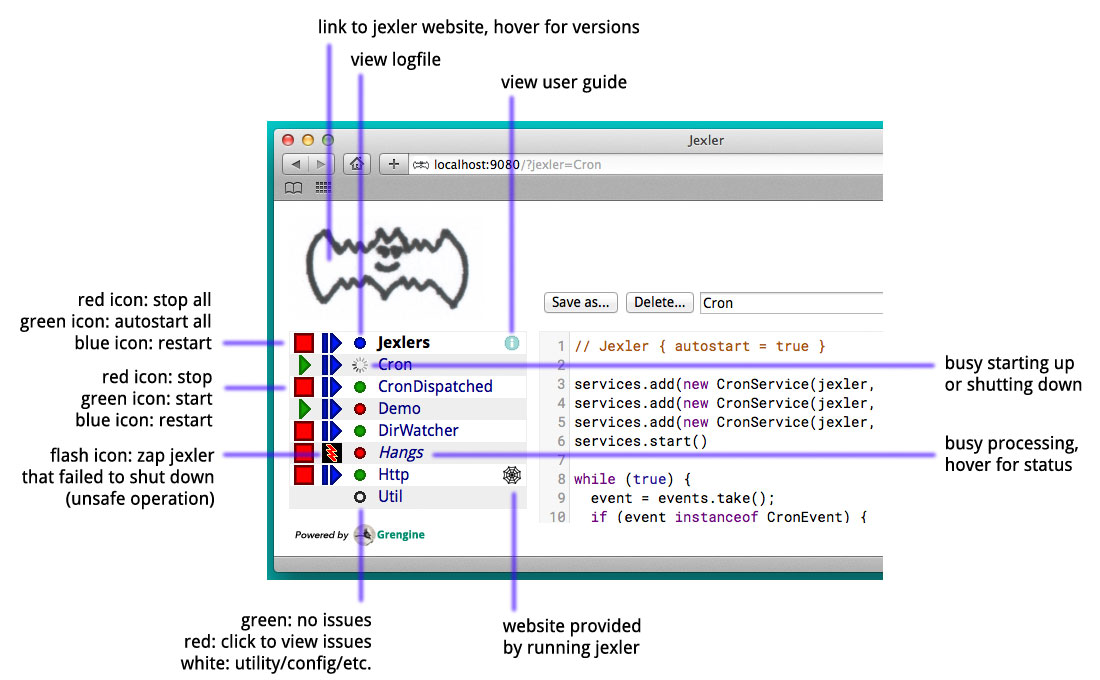 link to jexler website, hover for versions
view logfile
view user guide
Jexler
localhost:9080/?jexler=Cron
red icon: stop all
green icon: autostart all
blue icon: restart
Save as...
Delete...
Cron
Jexlers
Cron
CronDispatched
Demo
DirWatcher
Hangs
Http
Util
red icon: stop
green icon: start
blue icon: restart
flash icon: zap jexler
that failed to shut down
(unsafe operation)
1 // Jexler { autostart = true }
2
3 services.add(new CronService(jexler,
4 services.add(new CronService(jexler,
5 services.add(new CronService(jexler,
6 services.start()
7
8 while (true) {
9 event = events.take();
10 if (event instanceof CronEvent) {
busy starting up
or shutting down
busy processing,
hover for status
Powered by Grengine
green: no issues
red: click to view issues
white: utility/config/etc.
website provided
by running jexler